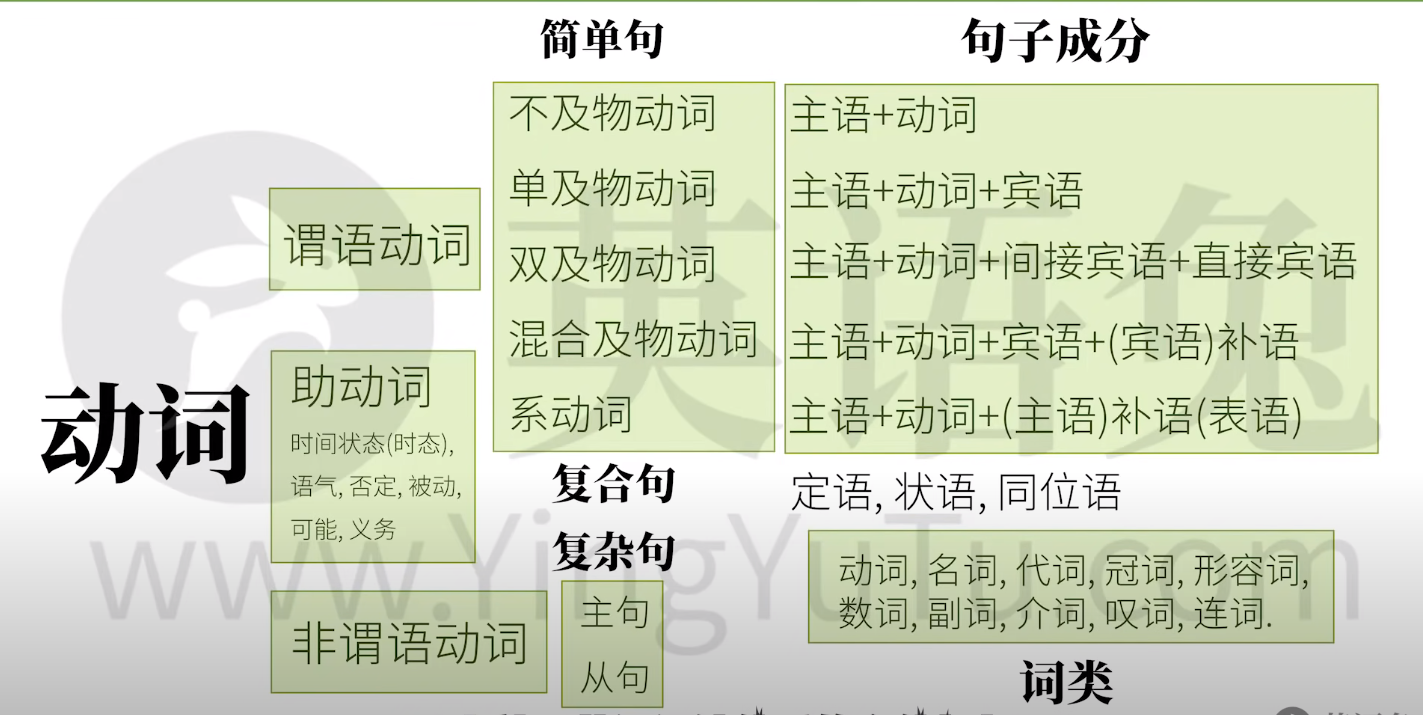 简单句
句子成分
不及物动词
主语+动词
单及物动词
主语+动词+宾语
谓语动词
双及物动词
主语+动词+间接宾语+直接宾语
混合及物动词
主语+动词+宾语+(宾语)补语
系动词
主语+动词+(主语)补语(表语)
动词
助动词
时间状态(时态),
语气, 否定, 被动,
可能, 义务
复合句
定语, 状语, 同位语
复杂句
主句
从句
非谓语动词
动词, 名词, 代词, 冠词, 形容词,
数词, 副词, 介词, 叹词, 连词.
词类
英语兔
www.YingYuTu.com